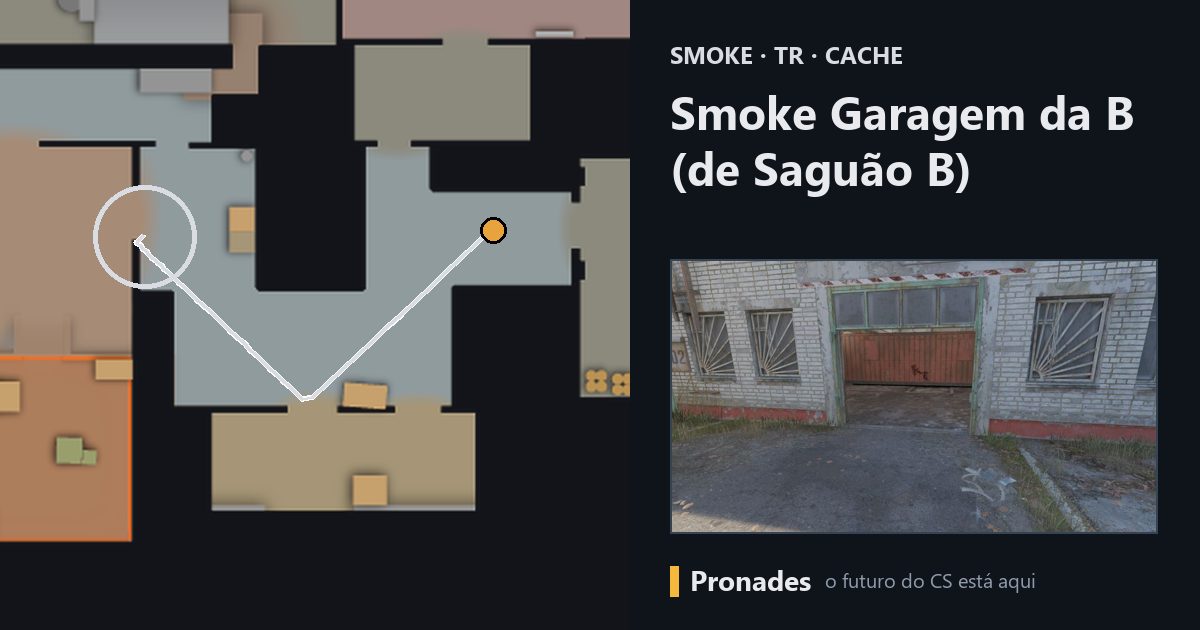 SMOKE · TR · CACHE
Smoke Garagem da B
(de Saguão B)
Pronades o futuro do CS está aqui